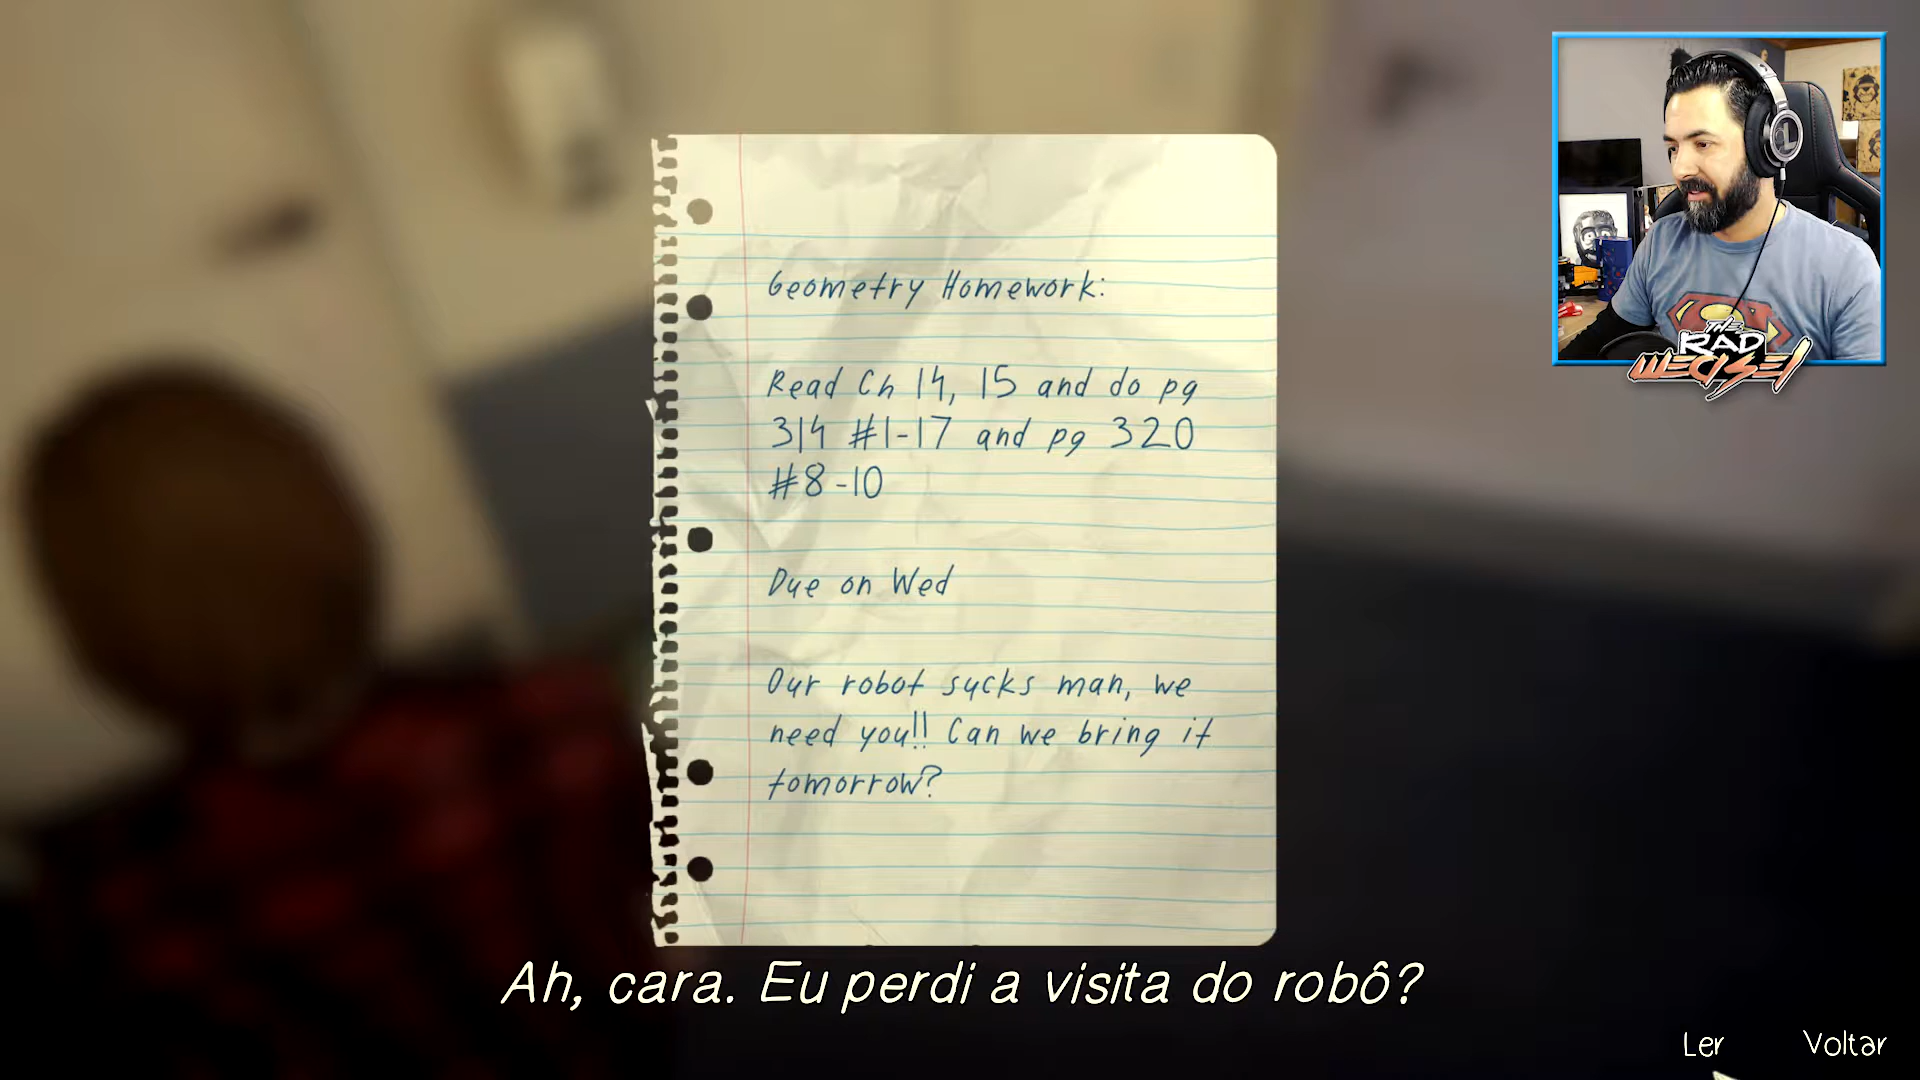 Geometry Homework:
Read Ch 14, 15 and do pg
314 #1-17 and pg 320
#8-10
Due on Wed
Our robot sucks man, we
need you!! Can we bring it
tomorrow?
THE
RAD
WECISEI
Ah, cara. Eu perdi a visita do robô?
Ler Voltar